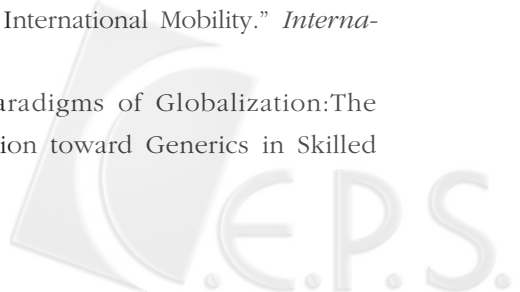 International Mobility.” Interna-
aradigms of Globalization:The
ion toward Generics in Skilled
C.E.P.S.